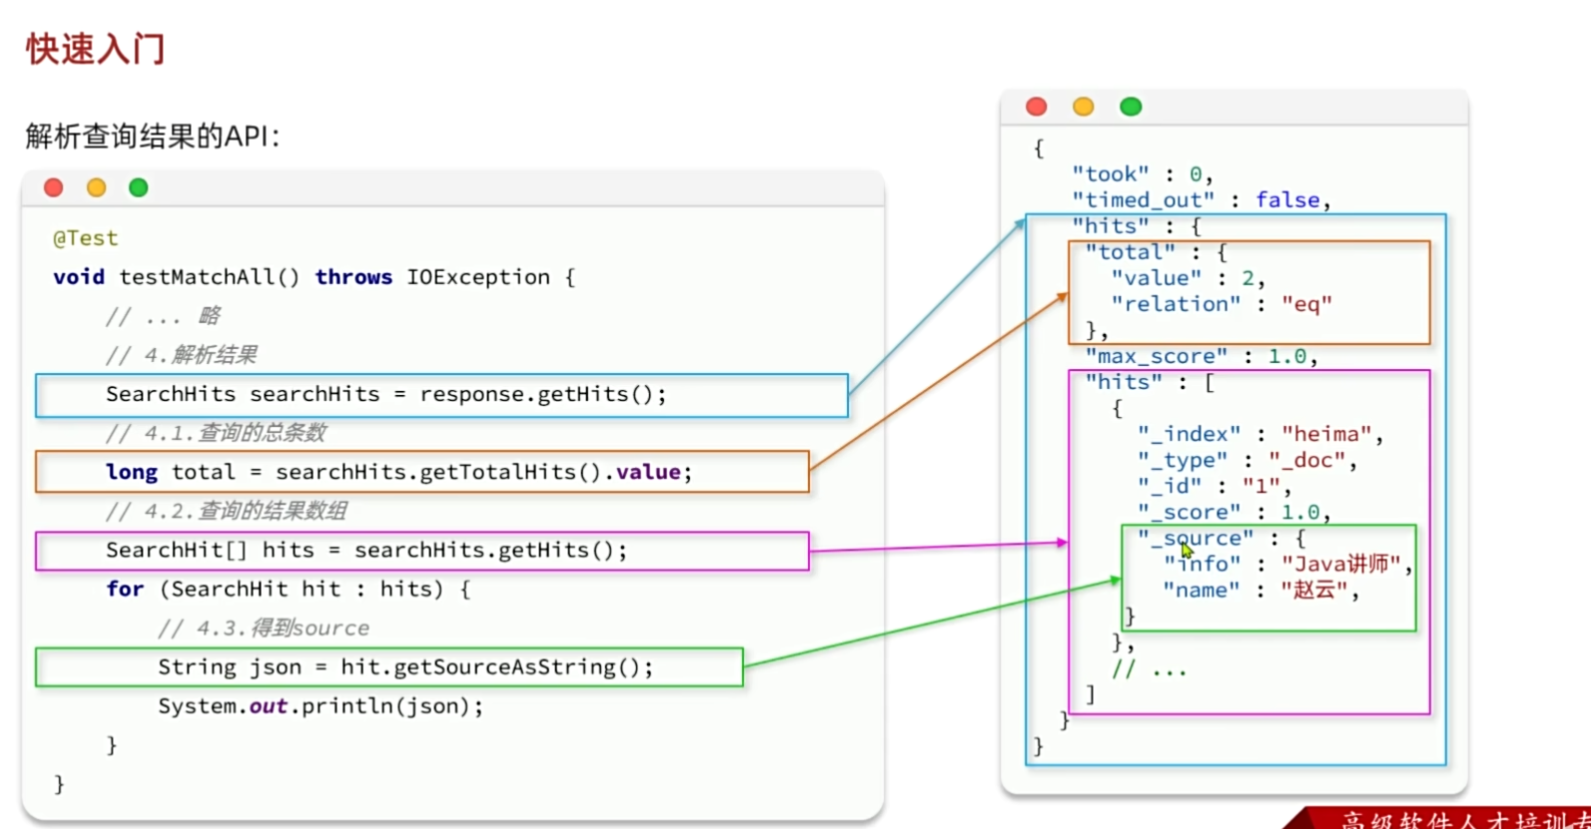 快速入门
解析查询结果的API：
@Test
void testMatchAll() throws IOException {
// ... 略
// 4.解析结果
SearchHits searchHits = response.getHits();
// 4.1.查询的总条数
long total = searchHits.getTotalHits().value;
// 4.2.查询的结果数组
SearchHit[] hits = searchHits.getHits();
for (SearchHit hit : hits) {
// 4.3.得到source
String json = hit.getSourceAsString();
System.out.println(json);
}
}
{
"took" : 0,
"timed_out" : false,
"hits" : {
"total" : {
"value" : 2,
"relation" : "eq"
},
"max_score" : 1.0,
"hits" : [
{
"_index" : "heima",
"_type" : "_doc",
"_id" : "1",
"_score" : 1.0,
"_source" : {
"info" : "Java讲师",
"name" : "赵云",
}
},
// ...
]
}
}
高级软件人才培训